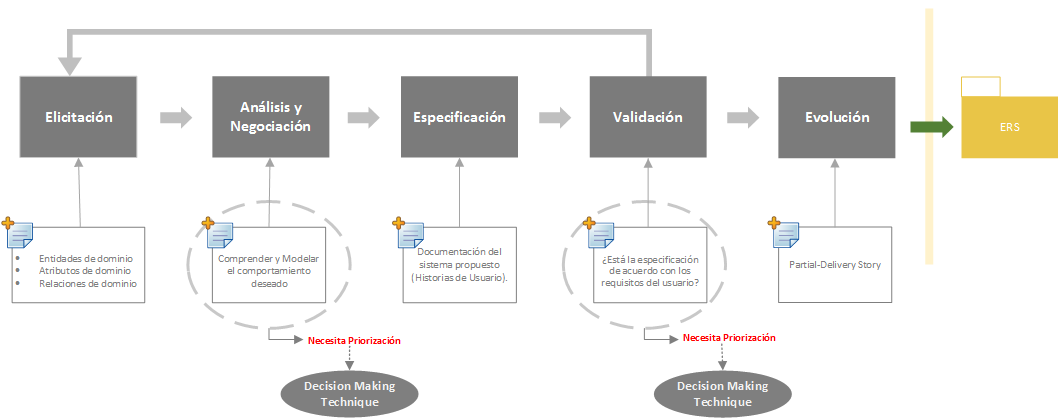 Elicitación
Análisis y
Negociación
Especificación
Validación
Evolución
ERS
• Entidades de dominio
• Atributos de dominio
• Relaciones de dominio
Comprender y Modelar
el comportamiento
deseado
Documentación del
sistema propuesto
(Historias de Usuario).
¿Está la especificación
de acuerdo con los
requisitos del usuario?
Partial-Delivery Story
Necesita Priorización
Necesita Priorización
Decision Making
Technique
Decision Making
Technique